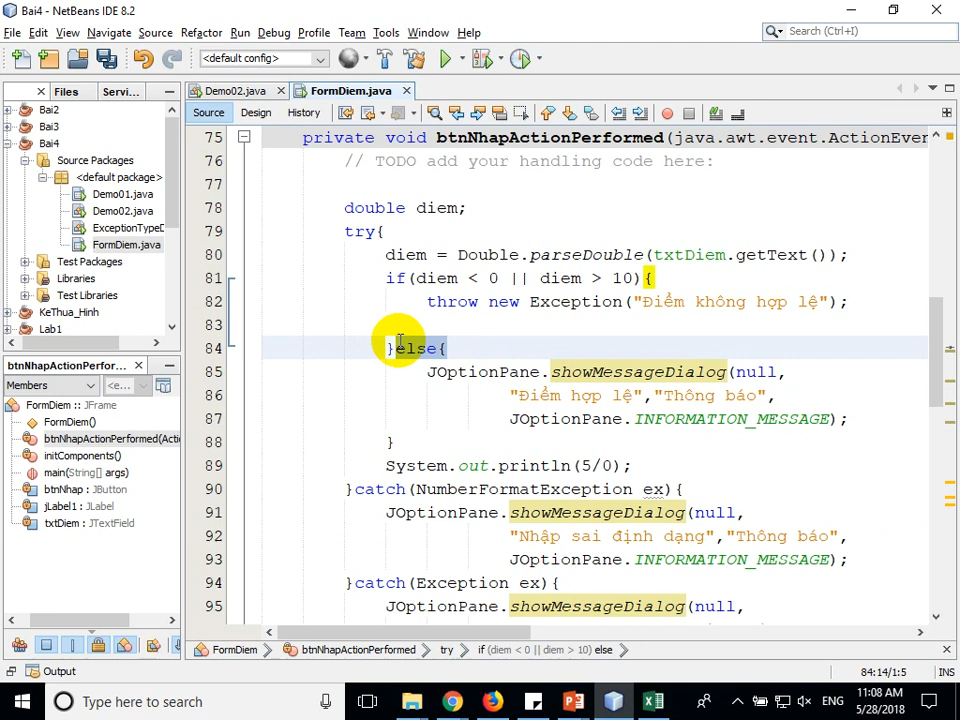 Bai4 - NetBeans IDE 8.2
File Edit View Navigate Source Refactor Run Debug Profile Team Tools Window Help
Search (Ctrl+I)
<default config>
Files Servi...
Demo02.java FormDiem.java
Source Design History
Bai2
Bai3
Bai4
Source Packages
<default package>
Demo01.java
Demo02.java
ExceptionTypeD
FormDiem.java
Test Packages
Libraries
Test Libraries
KeThua_Hinh
Lab1
btnNhapActionPerfor...
Members <e...
FormDiem :: JFrame
FormDiem()
btnNhapActionPerformed(Acti
initComponents()
main(String[] args)
btnNhap : JButton
jLabel1 : JLabel
txtDiem : JTextField
75 private void btnNhapActionPerformed(java.awt.event.ActionEven
76 // TODO add your handling code here:
77
78 double diem;
79 try{
80 diem = Double.parseDouble(txtDiem.getText());
81 if(diem < 0 || diem > 10){
82 throw new Exception("Điểm không hợp lệ");
83
84 }else{
85 JOptionPane.showMessageDialog(null,
86 "Điểm hợp lệ","Thông báo",
87 JOptionPane.INFORMATION_MESSAGE);
88 }
89 System.out.println(5/0);
90 }catch(NumberFormatException ex){
91 JOptionPane.showMessageDialog(null,
92 "Nhập sai định dạng","Thông báo",
93 JOptionPane.INFORMATION_MESSAGE);
94 }catch(Exception ex){
95 JOptionPane.showMessageDialog(null,
FormDiem btnNhapActionPerformed try if (diem < 0 || diem > 10) else
Output
84:14/1:5 INS
Type here to search
ENG
11:08 AM
5/28/2018